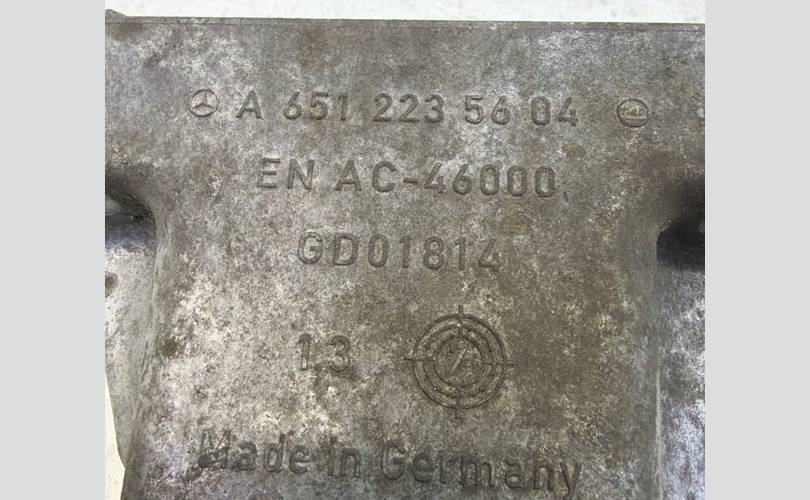 A 651 223 56 04
EN AC-46000
GD01814
13
Made in Germany